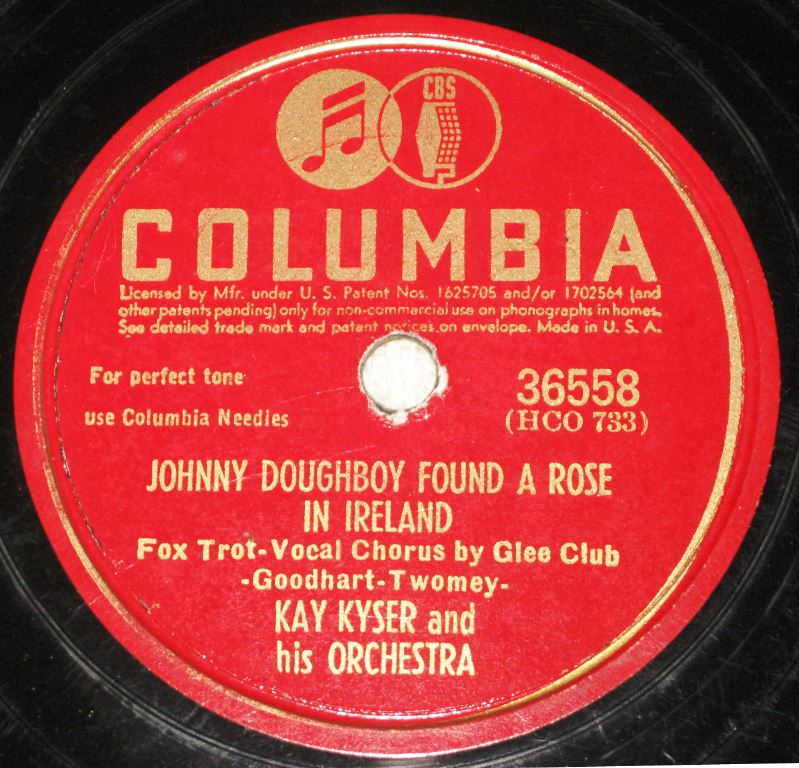 CBS
COLUMBIA
Licensed by Mfr. under U. S. Patent Nos. 1625705 and/or 1702564 (and
other patents pending) only for non-commercial use on phonographs in homes.
See detailed trade mark and patent notices on envelope. Made in U. S. A.
For perfect tone
use Columbia Needles
36558
(HCO 733)
JOHNNY DOUGHBOY FOUND A ROSE
IN IRELAND
Fox Trot-Vocal Chorus by Glee Club
-Goodhart-Twomey-
KAY KYSER and
his ORCHESTRA